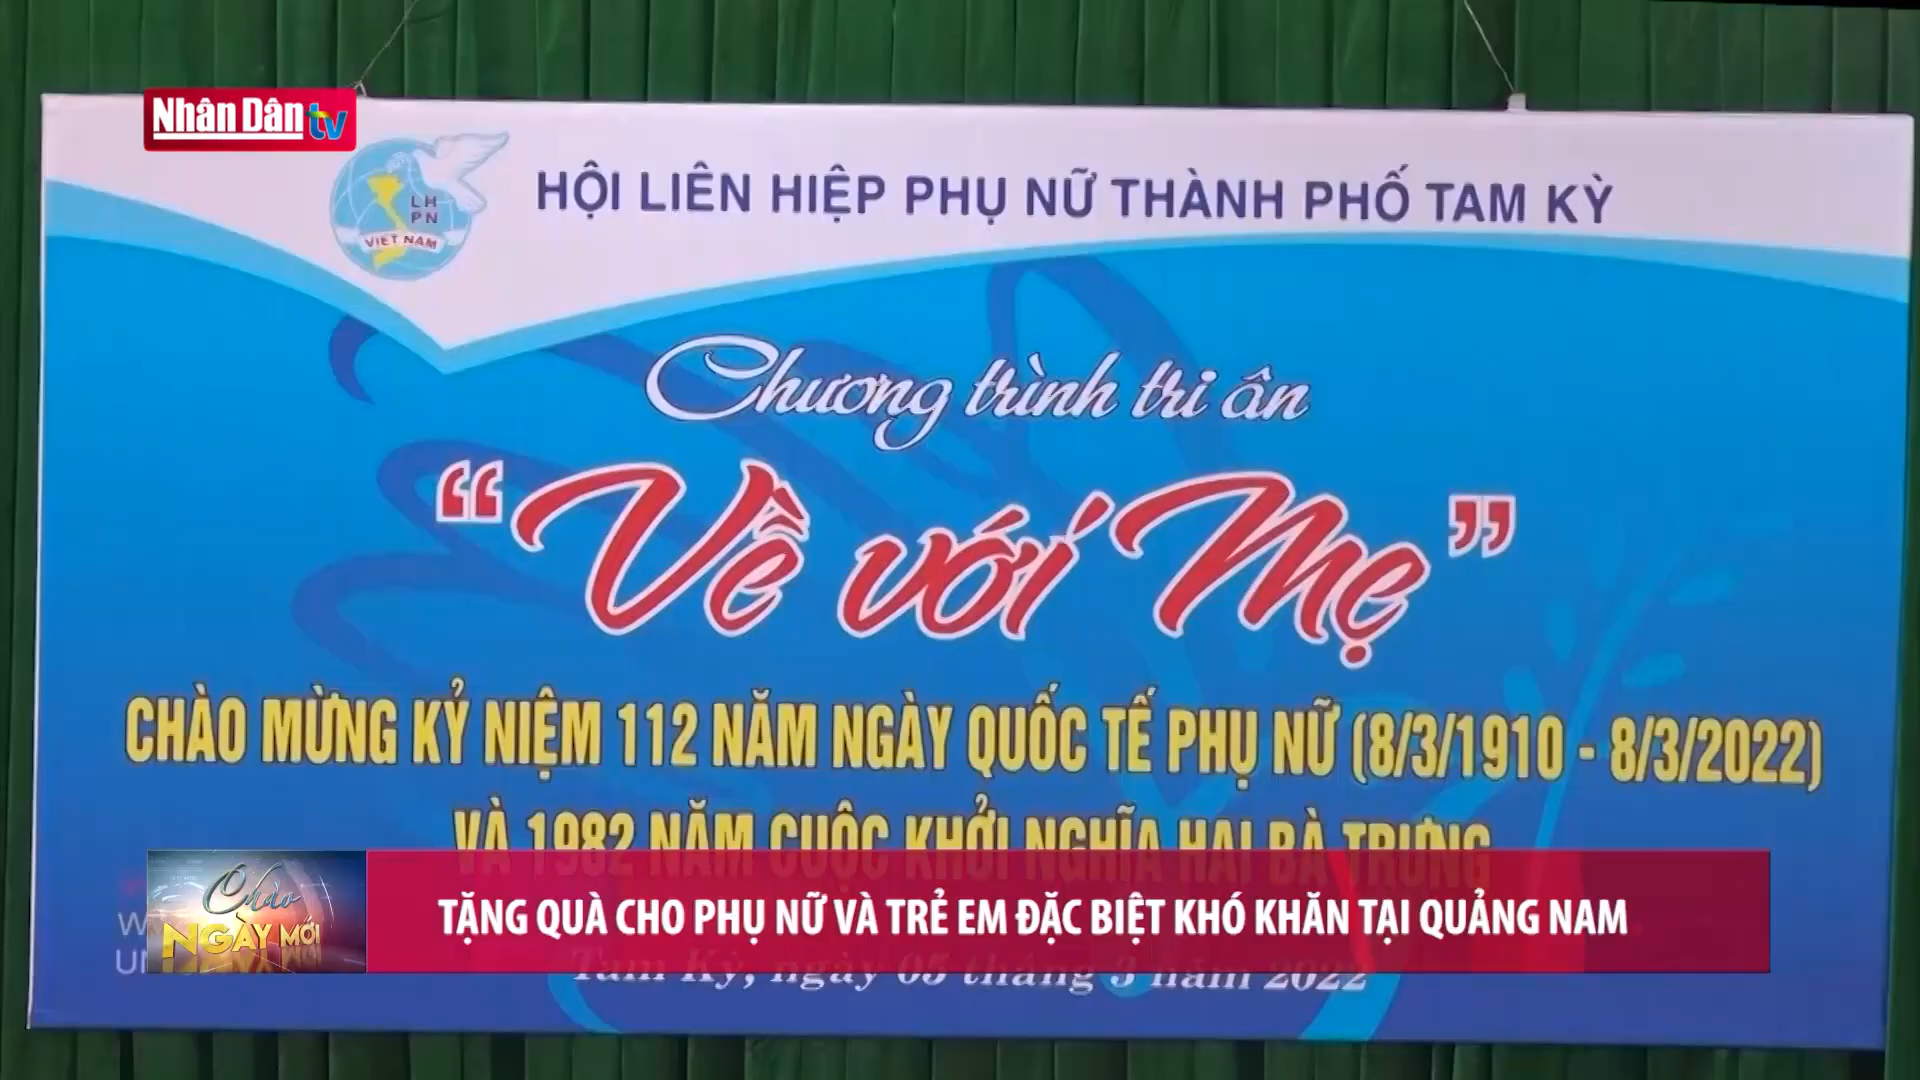 Nhân Dân tv
LH
PN
VIỆT NAM
HỘI LIÊN HIỆP PHỤ NỮ THÀNH PHỐ TAM KỲ
Chương trình tri ân
“Về với Mẹ”
CHÀO MỪNG KỶ NIỆM 112 NĂM NGÀY QUỐC TẾ PHỤ NỮ (8/3/1910 - 8/3/2022)
VÀ 1982 NĂM CUỘC KHỞI NGHĨA HAI BÀ TRƯNG
Chào
NGÀY MỚI
TẶNG QUÀ CHO PHỤ NỮ VÀ TRẺ EM ĐẶC BIỆT KHÓ KHĂN TẠI QUẢNG NAM
Tam Kỳ, ngày 05 tháng 3 năm 2022